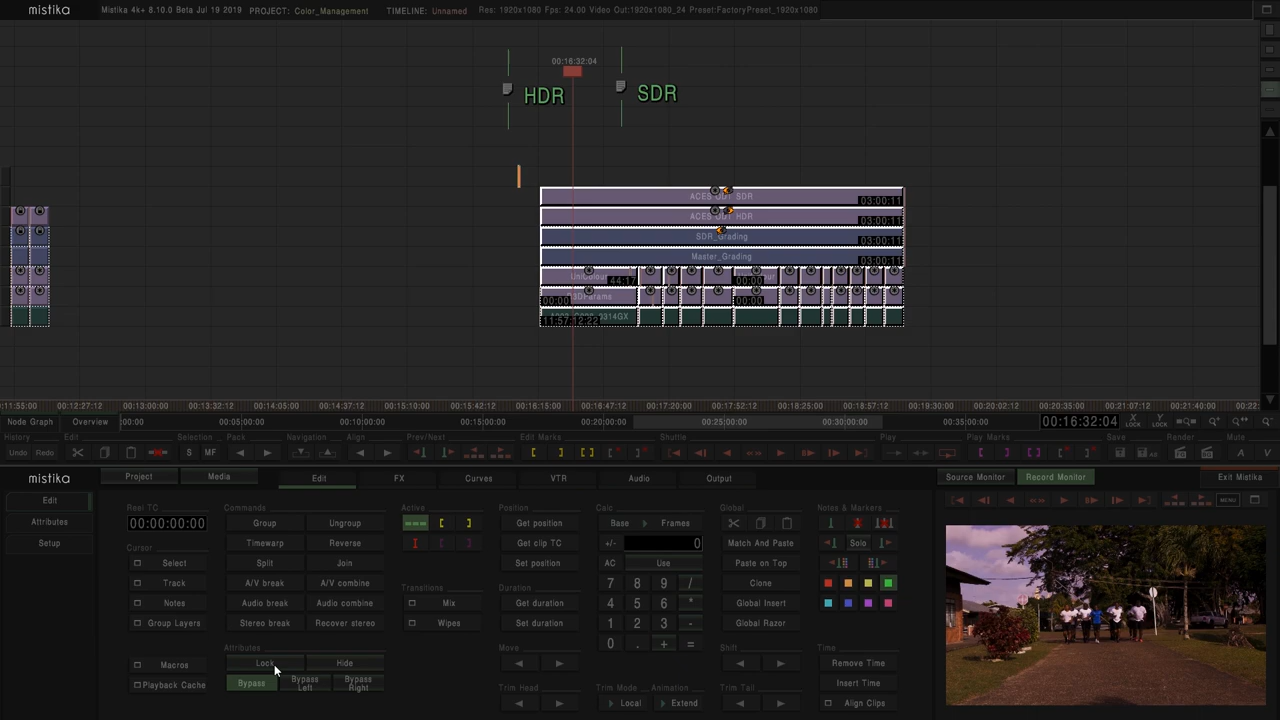 mistika Mistika 4k+ 8.10.0 Beta Jul 19 2019 PROJECT: Color_Management TIMELINE: Unnamed Res: 1920x1080 Fps: 24.00 Video Out:1920x1080_24 Preset:FactoryPreset_1920x1080
00:16:32:04
HDR SDR
ACES ODT SDR 03:00:11
ACES ODT HDR 03:00:11
SDR_Grading 03:00:11
Master_Grading 03:00:11
44:17 00:00
00:00 00:00
:11:55:00 00:12:27:12 00:13:00:00 00:13:32:12 00:14:05:00 00:14:37:12 00:15:10:00 00:15:42:12 00:16:15:00 00:16:47:12 00:17:20:00 00:17:52:12 00:18:25:00 00:18:57:12 00:19:30:00 00:20:02:12 00:20:35:00 00:21:07:12 00:21:40:00 00:22:
Node Graph Overview :00:00 00:05:00:00 00:10:00:00 00:15:00:00 00:20:00:00 00:25:00:00 00:30:00:00 00:35:00:00 00:16:32:04 X LOCK Y LOCK
History Edit Selection Pack Navigation Align Prev/Next Edit Marks Shuttle Play Play Marks Save Render Mute
Undo Redo S MF A V
mistika Project Media Edit FX Curves VTR Audio Output Source Monitor Record Monitor Exit Mistika
Edit
Attributes
Setup
Reel TC
00:00:00:00
Cursor
Select
Track
Notes
Group Layers
Macros
Playback Cache
Commands
Group Ungroup
Timewarp Reverse
Split Join
A/V break A/V combine
Audio break Audio combine
Stereo break Recover stereo
Attributes
Lock Hide
Bypass Bypass Left Bypass Right
Active
Transitions
Mix
Wipes
Position
Get position
Get clip TC
Set position
Duration
Get duration
Set duration
Move
Trim Head
Calc
Base Frames
+/- 0
AC Use
7 8 9 /
4 5 6 *
1 2 3 -
0 . + =
Trim Mode Animation
Local Extend
Global
Match And Paste
Paste on Top
Clone
Global Insert
Global Razor
Shift
Trim Tail
Notes & Markers
Solo
Time
Remove Time
Insert Time
Align Clips
MENU